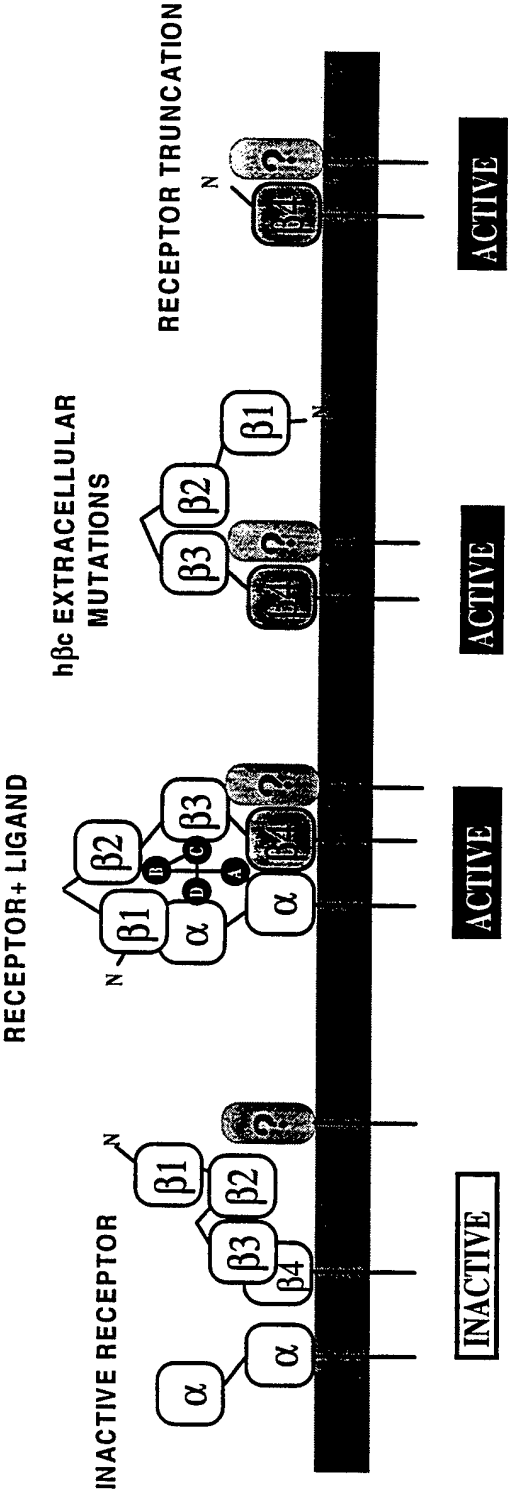 INACTIVE RECEPTOR
α
α
N
β1
β2
β3
β4
?
INACTIVE
RECEPTOR+ LIGAND
N
β1
β2
α
β3
α
β4
B
C
D
A
?
ACTIVE
hβc EXTRACELLULAR
MUTATIONS
β3
β2
β1
N
β4
?
ACTIVE
RECEPTOR TRUNCATION
N
β4
?
ACTIVE